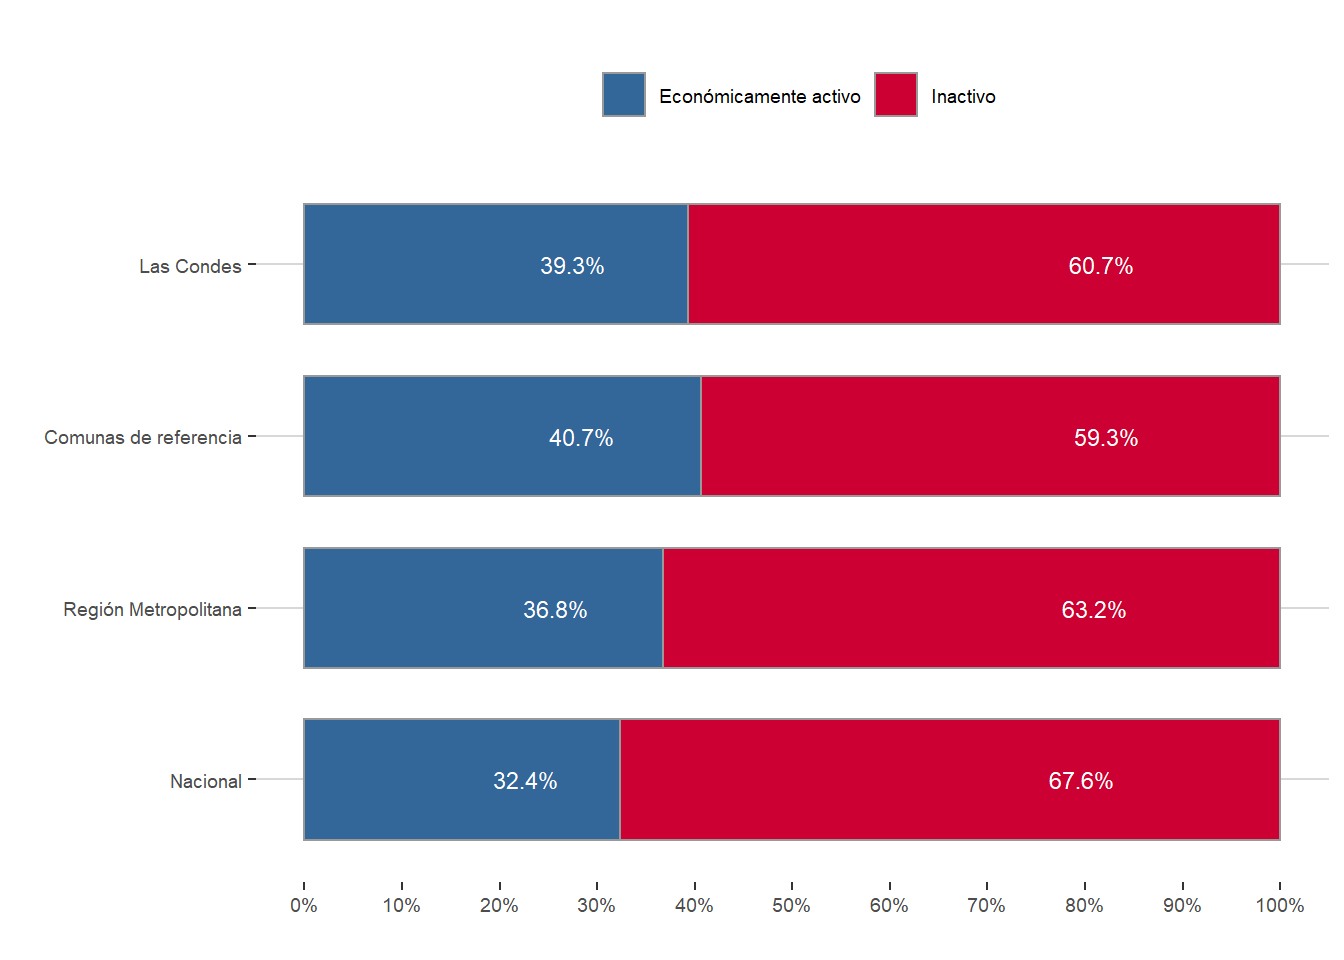 Económicamente activo Inactivo
Las Condes 39.3% 60.7%
Comunas de referencia 40.7% 59.3%
Región Metropolitana 36.8% 63.2%
Nacional 32.4% 67.6%
0% 10% 20% 30% 40% 50% 60% 70% 80% 90% 100%